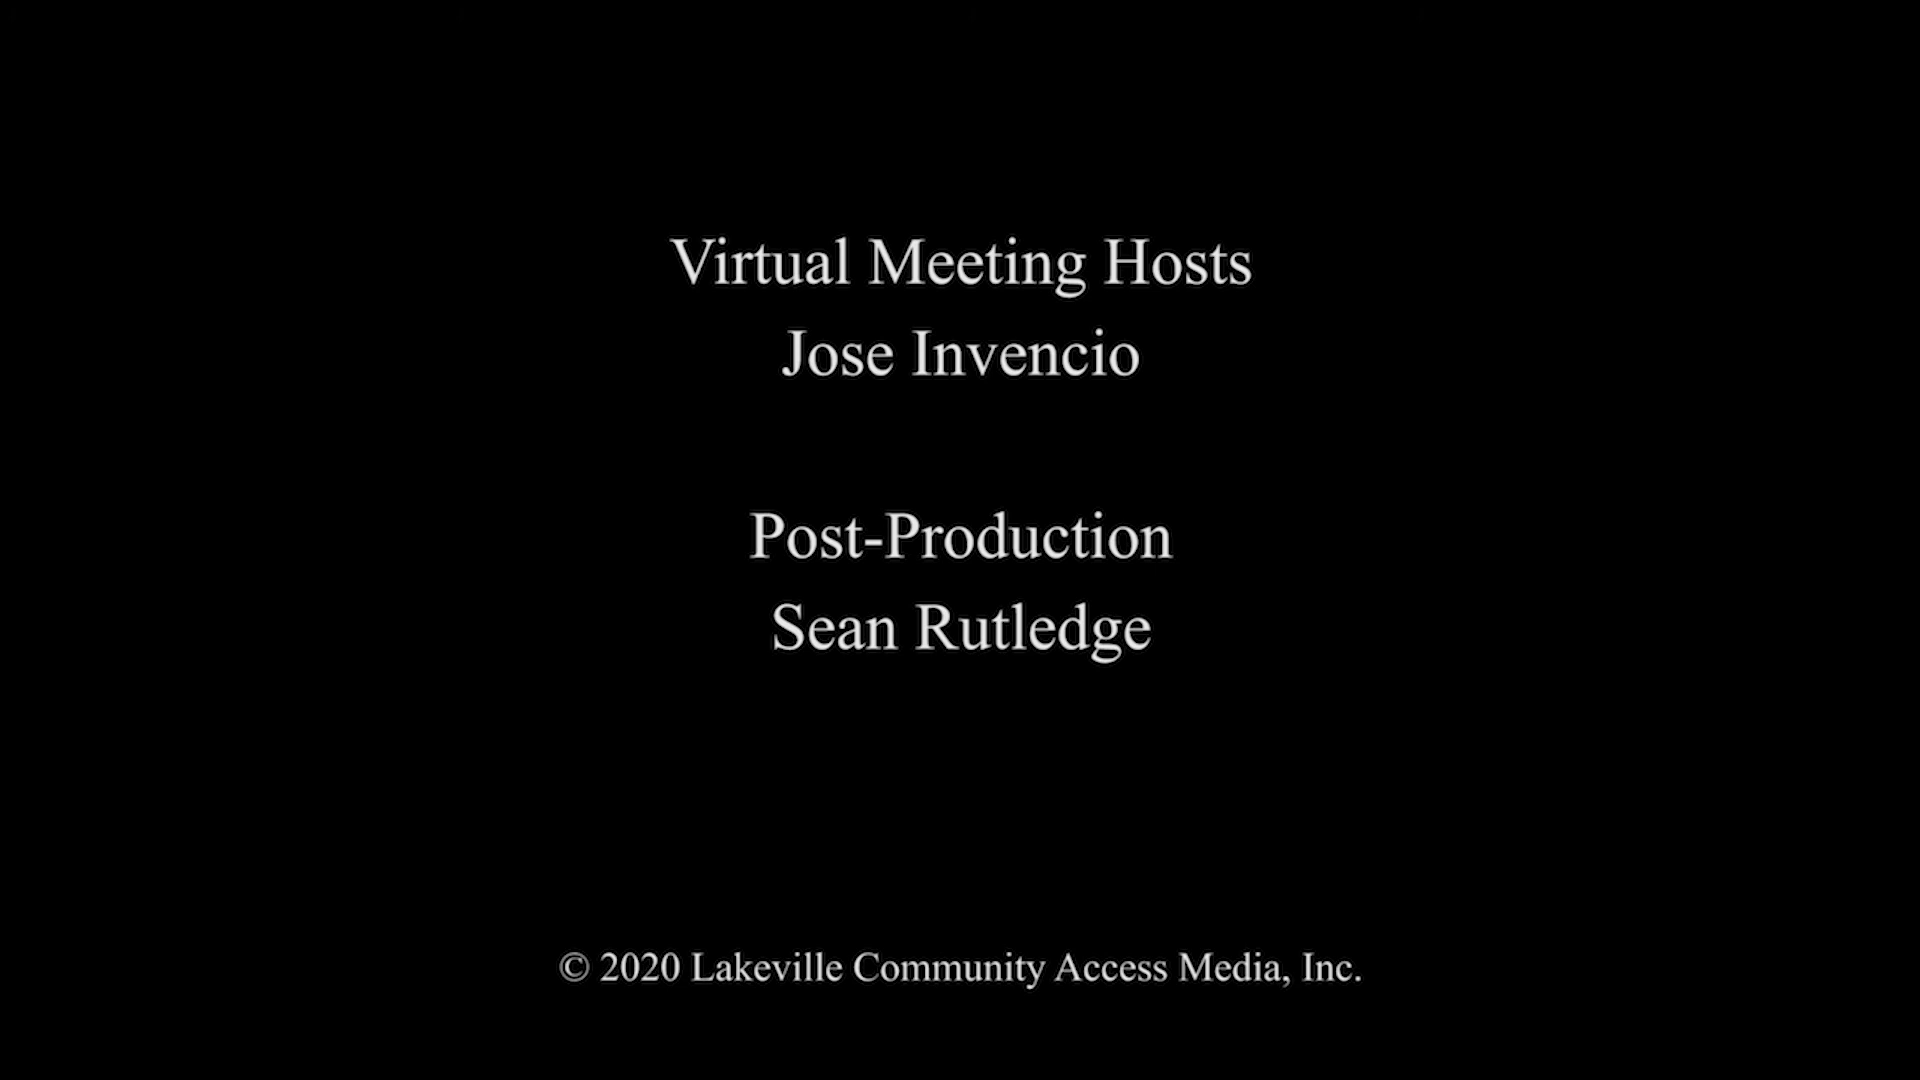 Virtual Meeting Hosts
Jose Invencio
Post-Production
Sean Rutledge
© 2020 Lakeville Community Access Media, Inc.